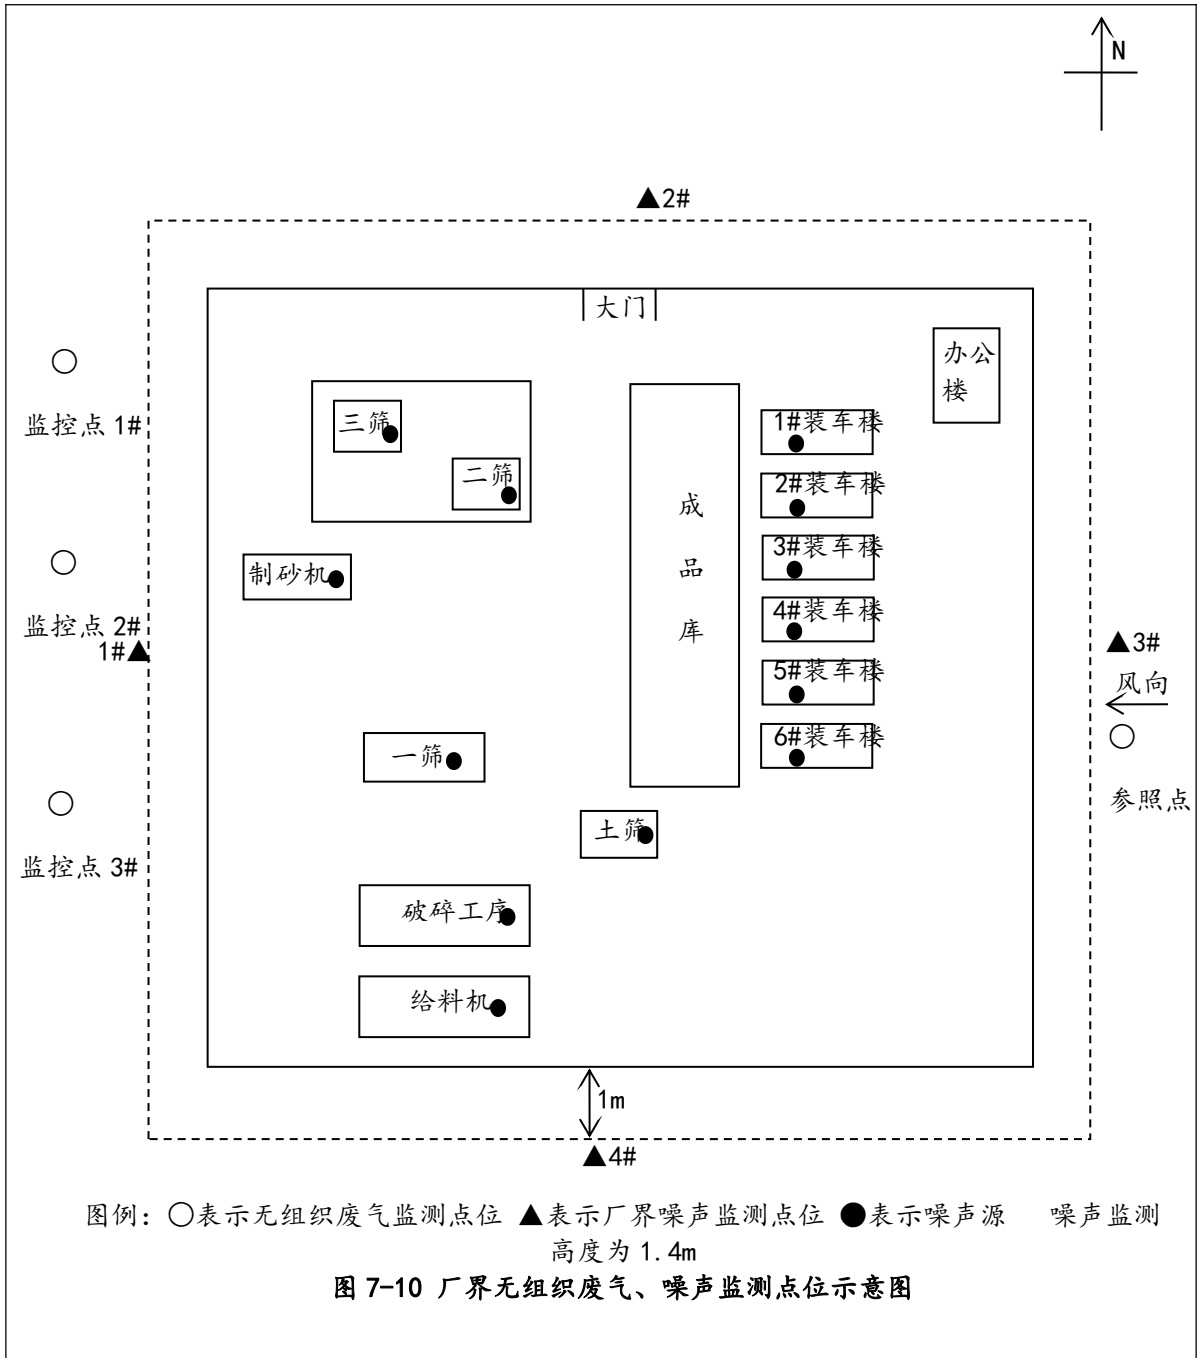 N
▲2#
大门
办公
楼
监控点 1#
三筛
二筛
1#装车楼
2#装车楼
3#装车楼
4#装车楼
5#装车楼
6#装车楼
成
品
库
制砂机
监控点 2#
1#▲
▲3#
风向
参照点
一筛
土筛
监控点 3#
破碎工序
给料机
1m
▲4#
图例：○表示无组织废气监测点位 ▲表示厂界噪声监测点位 ●表示噪声源 噪声监测
高度为 1.4m
图 7-10 厂界无组织废气、噪声监测点位示意图